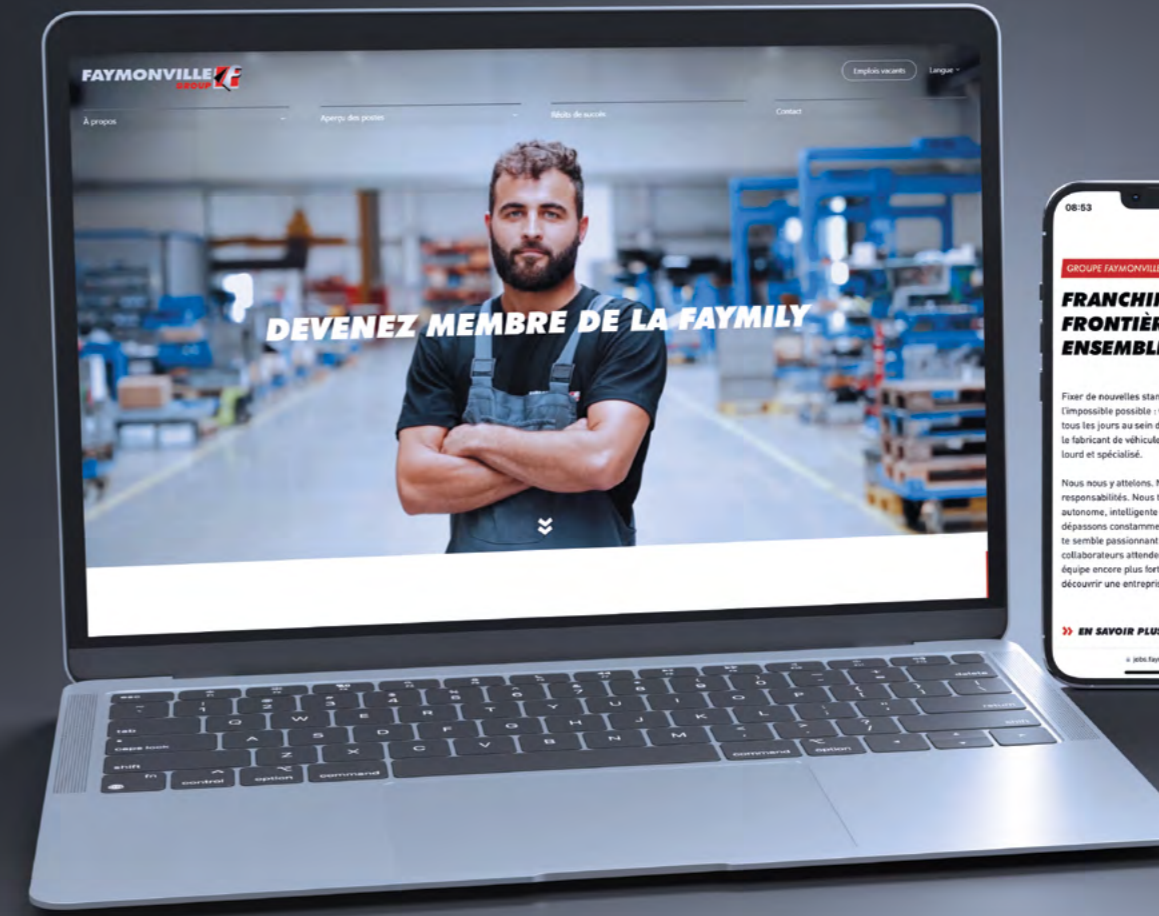 FAYMONVILLE
GROUP
Emplois vacants
Langue
À propos
Aperçu des postes
Récits de succès
Contact
DEVENEZ MEMBRE DE LA FAYMILY
08:53
GROUPE FAYMONVILLE
FRANCHI
FRONTIÈR
ENSEMBL
Fixer de nouvelles stan
l'impossible possible :
tous les jours au sein d
le fabricant de véhicule
lourd et spécialisé.
Nous nous y attelons. N
responsabilités. Nous
autonome, intelligente
dépassons constamme
te semble passionnant
collaborateurs attende
équipe encore plus fort
découvrir une entrepris
EN SAVOIR PLUS
jobs.fay
esc
delete
tab
Q W E R T Y U I O P
return
caps lock
A S D F G H J K L
shift
Z X C V B N M
shift
fn
control
option
command
command
option